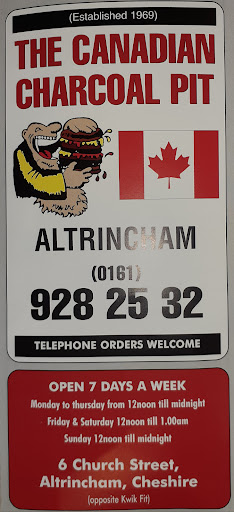 (Established 1969)
THE CANADIAN
CHARCOAL PIT
ALTRINCHAM
(0161)
928 25 32
TELEPHONE ORDERS WELCOME
OPEN 7 DAYS A WEEK
Monday to thursday from 12noon till midnight
Friday & Saturday 12noon till 1.00am
Sunday 12noon till midnight
6 Church Street,
Altrincham, Cheshire
(opposite Kwik Fit)